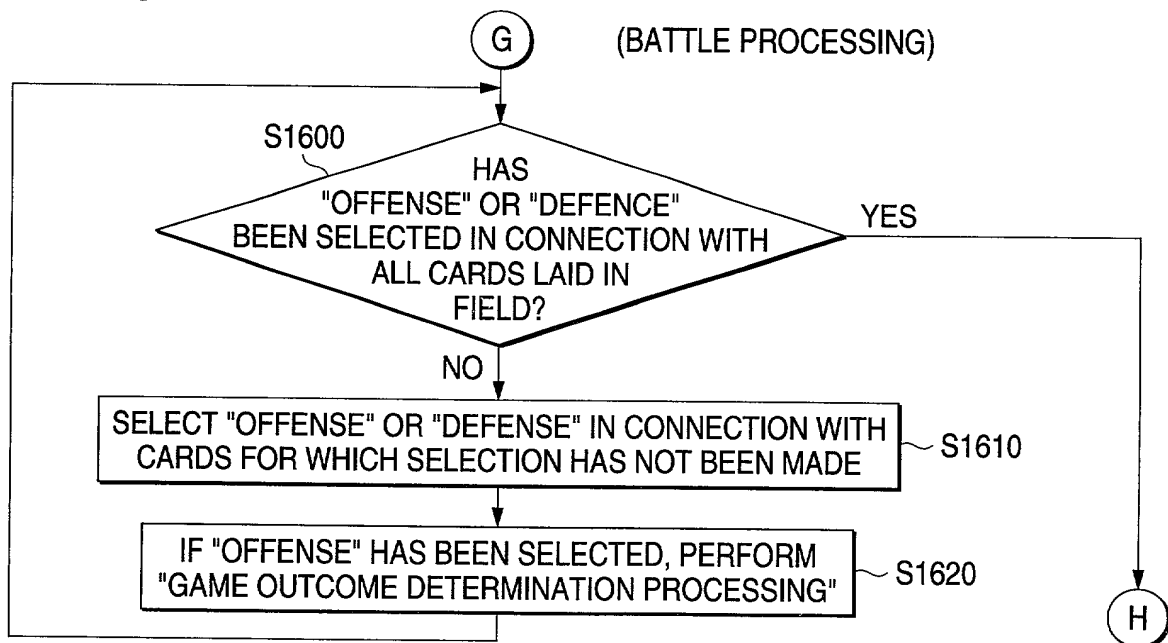 G
(BATTLE PROCESSING)
S1600
HAS
"OFFENSE" OR "DEFENCE"
BEEN SELECTED IN CONNECTION WITH
ALL CARDS LAID IN
FIELD?
YES
NO
SELECT "OFFENSE" OR "DEFENSE" IN CONNECTION WITH
CARDS FOR WHICH SELECTION HAS NOT BEEN MADE
S1610
IF "OFFENSE" HAS BEEN SELECTED, PERFORM
"GAME OUTCOME DETERMINATION PROCESSING"
S1620
H